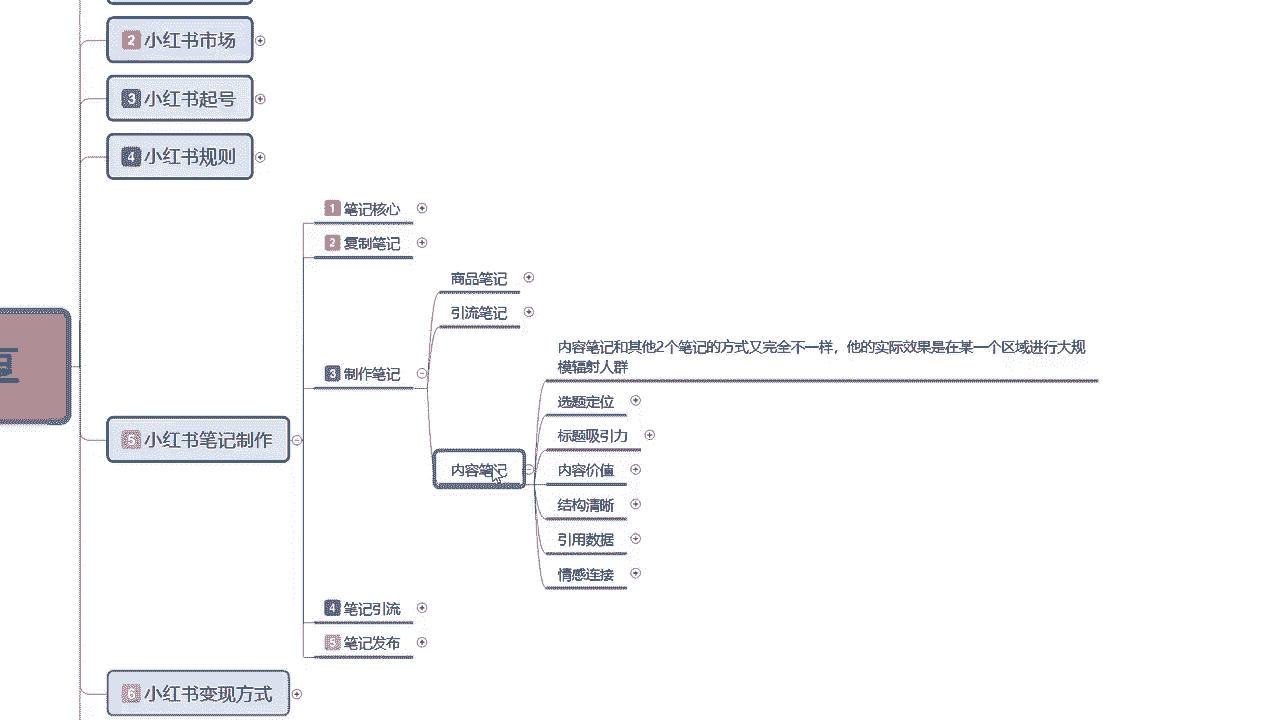 2 小红书市场
3 小红书起号
4 小红书规则
1 笔记核心
2 复制笔记
商品笔记
引流笔记
内容笔记和其他2个笔记的方式又完全不一样，他的实际效果是在某一个区域进行大规
模辐射人群
3 制作笔记
选题定位
标题吸引力
5 小红书笔记制作
内容笔记
内容价值
结构清晰
引用数据
情感连接
4 笔记引流
5 笔记发布
6 小红书变现方式